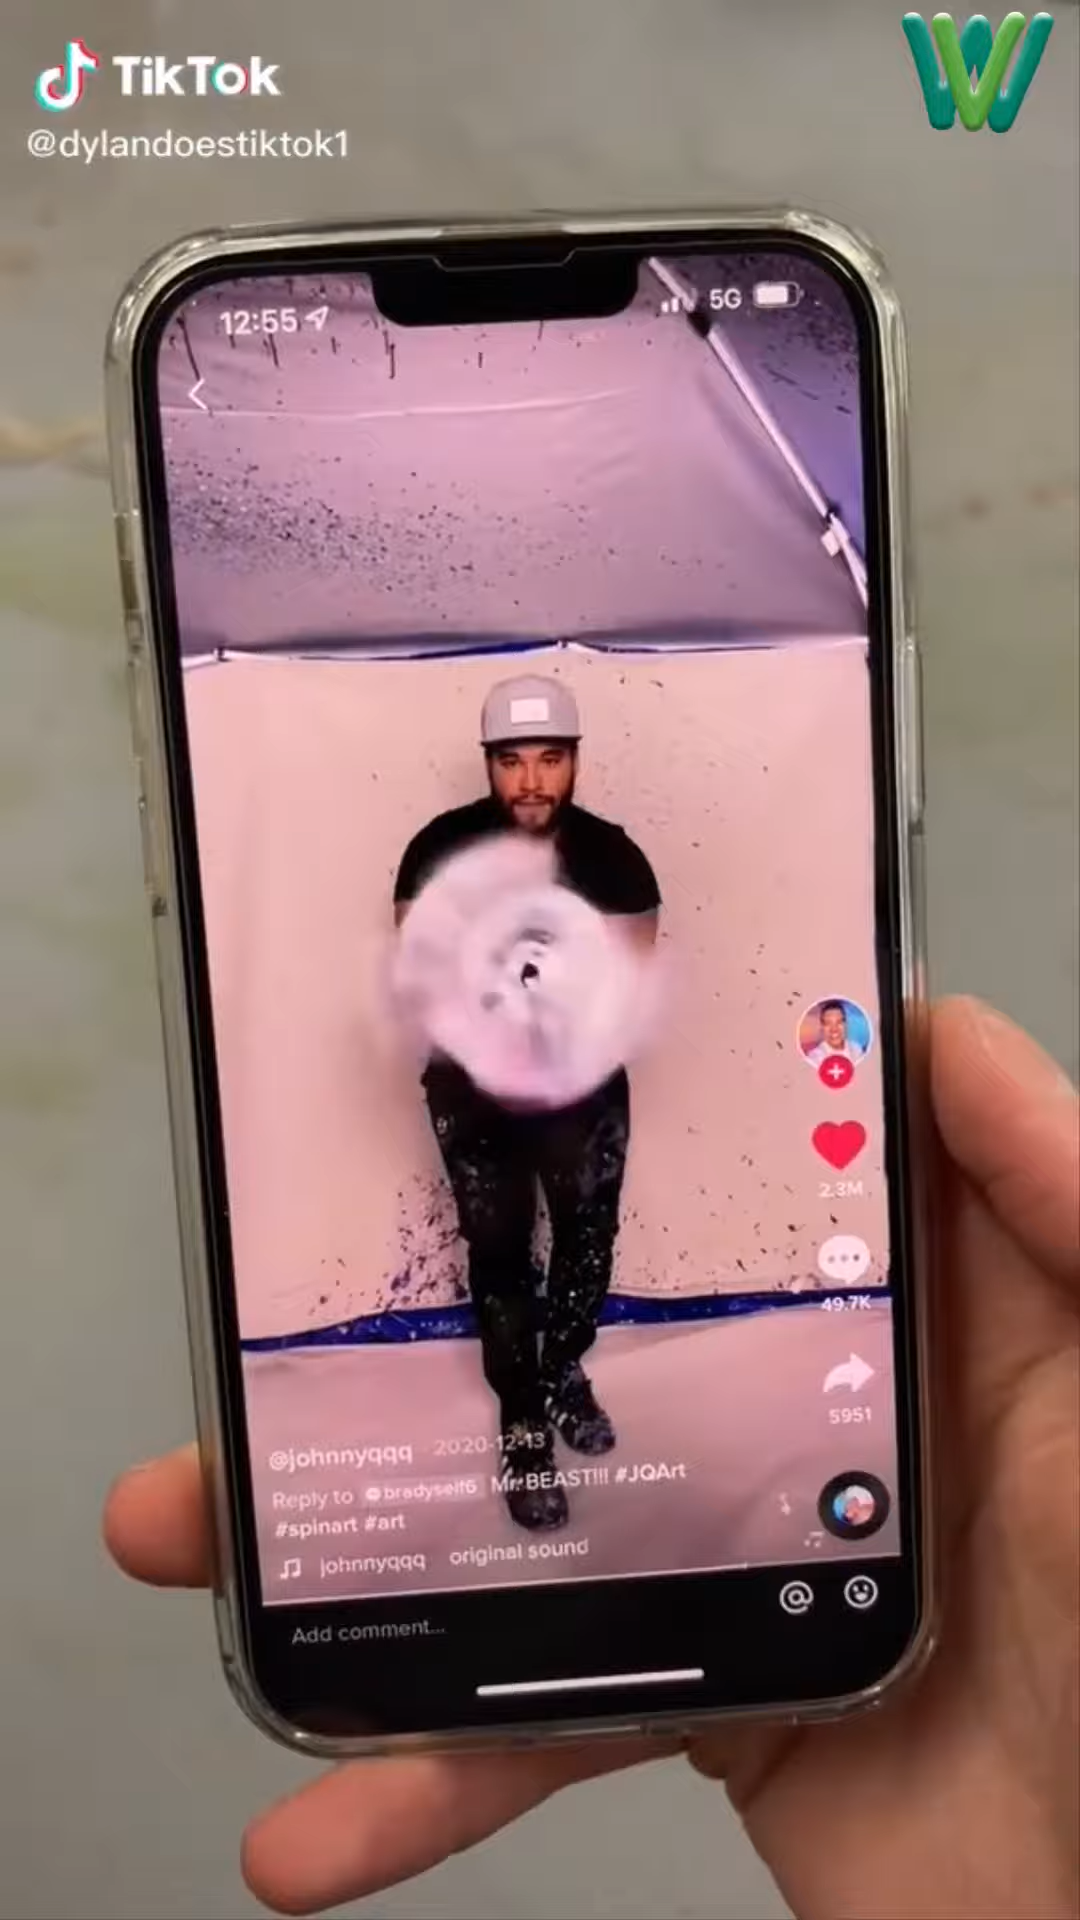 TikTok
@dylandoestiktok1
W
12:55
5G
2.3M
49.7K
5951
@johnnyqqq · 2020-12-13
Reply to bradyself6 Mr. BEAST!!! #JQArt
#spinart #art
johnnyqqq original sound
Add comment...